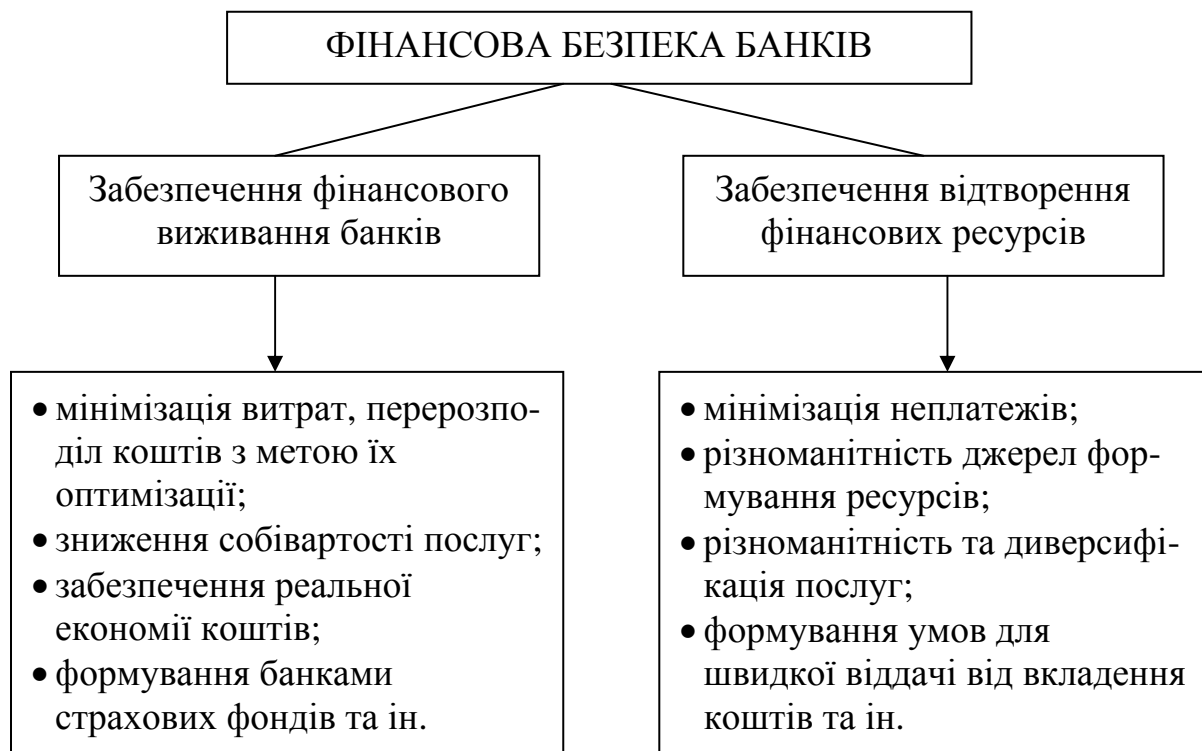 ФІНАНСОВА БЕЗПЕКА БАНКІВ
Забезпечення фінансового
виживання банків
Забезпечення відтворення
фінансових ресурсів
• мінімізація витрат, перерозпо-
діл коштів з метою їх
оптимізації;
• зниження собівартості послуг;
• забезпечення реальної
економії коштів;
• формування банками
страхових фондів та ін.
• мінімізація неплатежів;
• різноманітність джерел фор-
мування ресурсів;
• різноманітність та диверсифі-
кація послуг;
• формування умов для
швидкої віддачі від вкладення
коштів та ін.